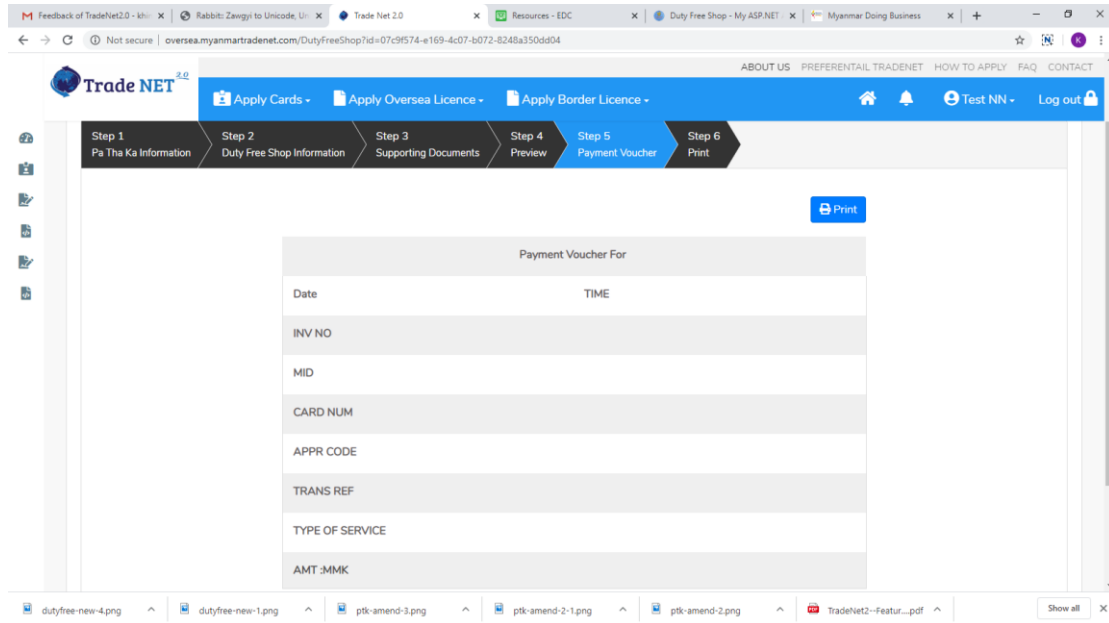 Feedback of TradeNet2.0 - khi
Rabbit: Zawgyi to Unicode, Un
Trade Net 2.0
Resources - EDC
Duty Free Shop - My ASP.NET
Myanmar Doing Business
Not secure | oversea.myanmartradenet.com/DutyFreeShop?id=07c9f574-e169-4c07-b072-8248a350dd04
K
ABOUT US PREFERENTAIL TRADENET HOW TO APPLY FAQ CONTACT
Trade NET 2.0
Apply Cards
Apply Oversea Licence
Apply Border Licence
Test NN
Log out
Step 1
Pa Tha Ka Information
Step 2
Duty Free Shop Information
Step 3
Supporting Documents
Step 4
Preview
Step 5
Payment Voucher
Step 6
Print
Print
Payment Voucher For
Date TIME
INV NO
MID
CARD NUM
APPR CODE
TRANS REF
TYPE OF SERVICE
AMT :MMK
dutyfree-new-4.png
dutyfree-new-1.png
ptk-amend-3.png
ptk-amend-2-1.png
ptk-amend-2.png
TradeNet2--Featur....pdf
Show all